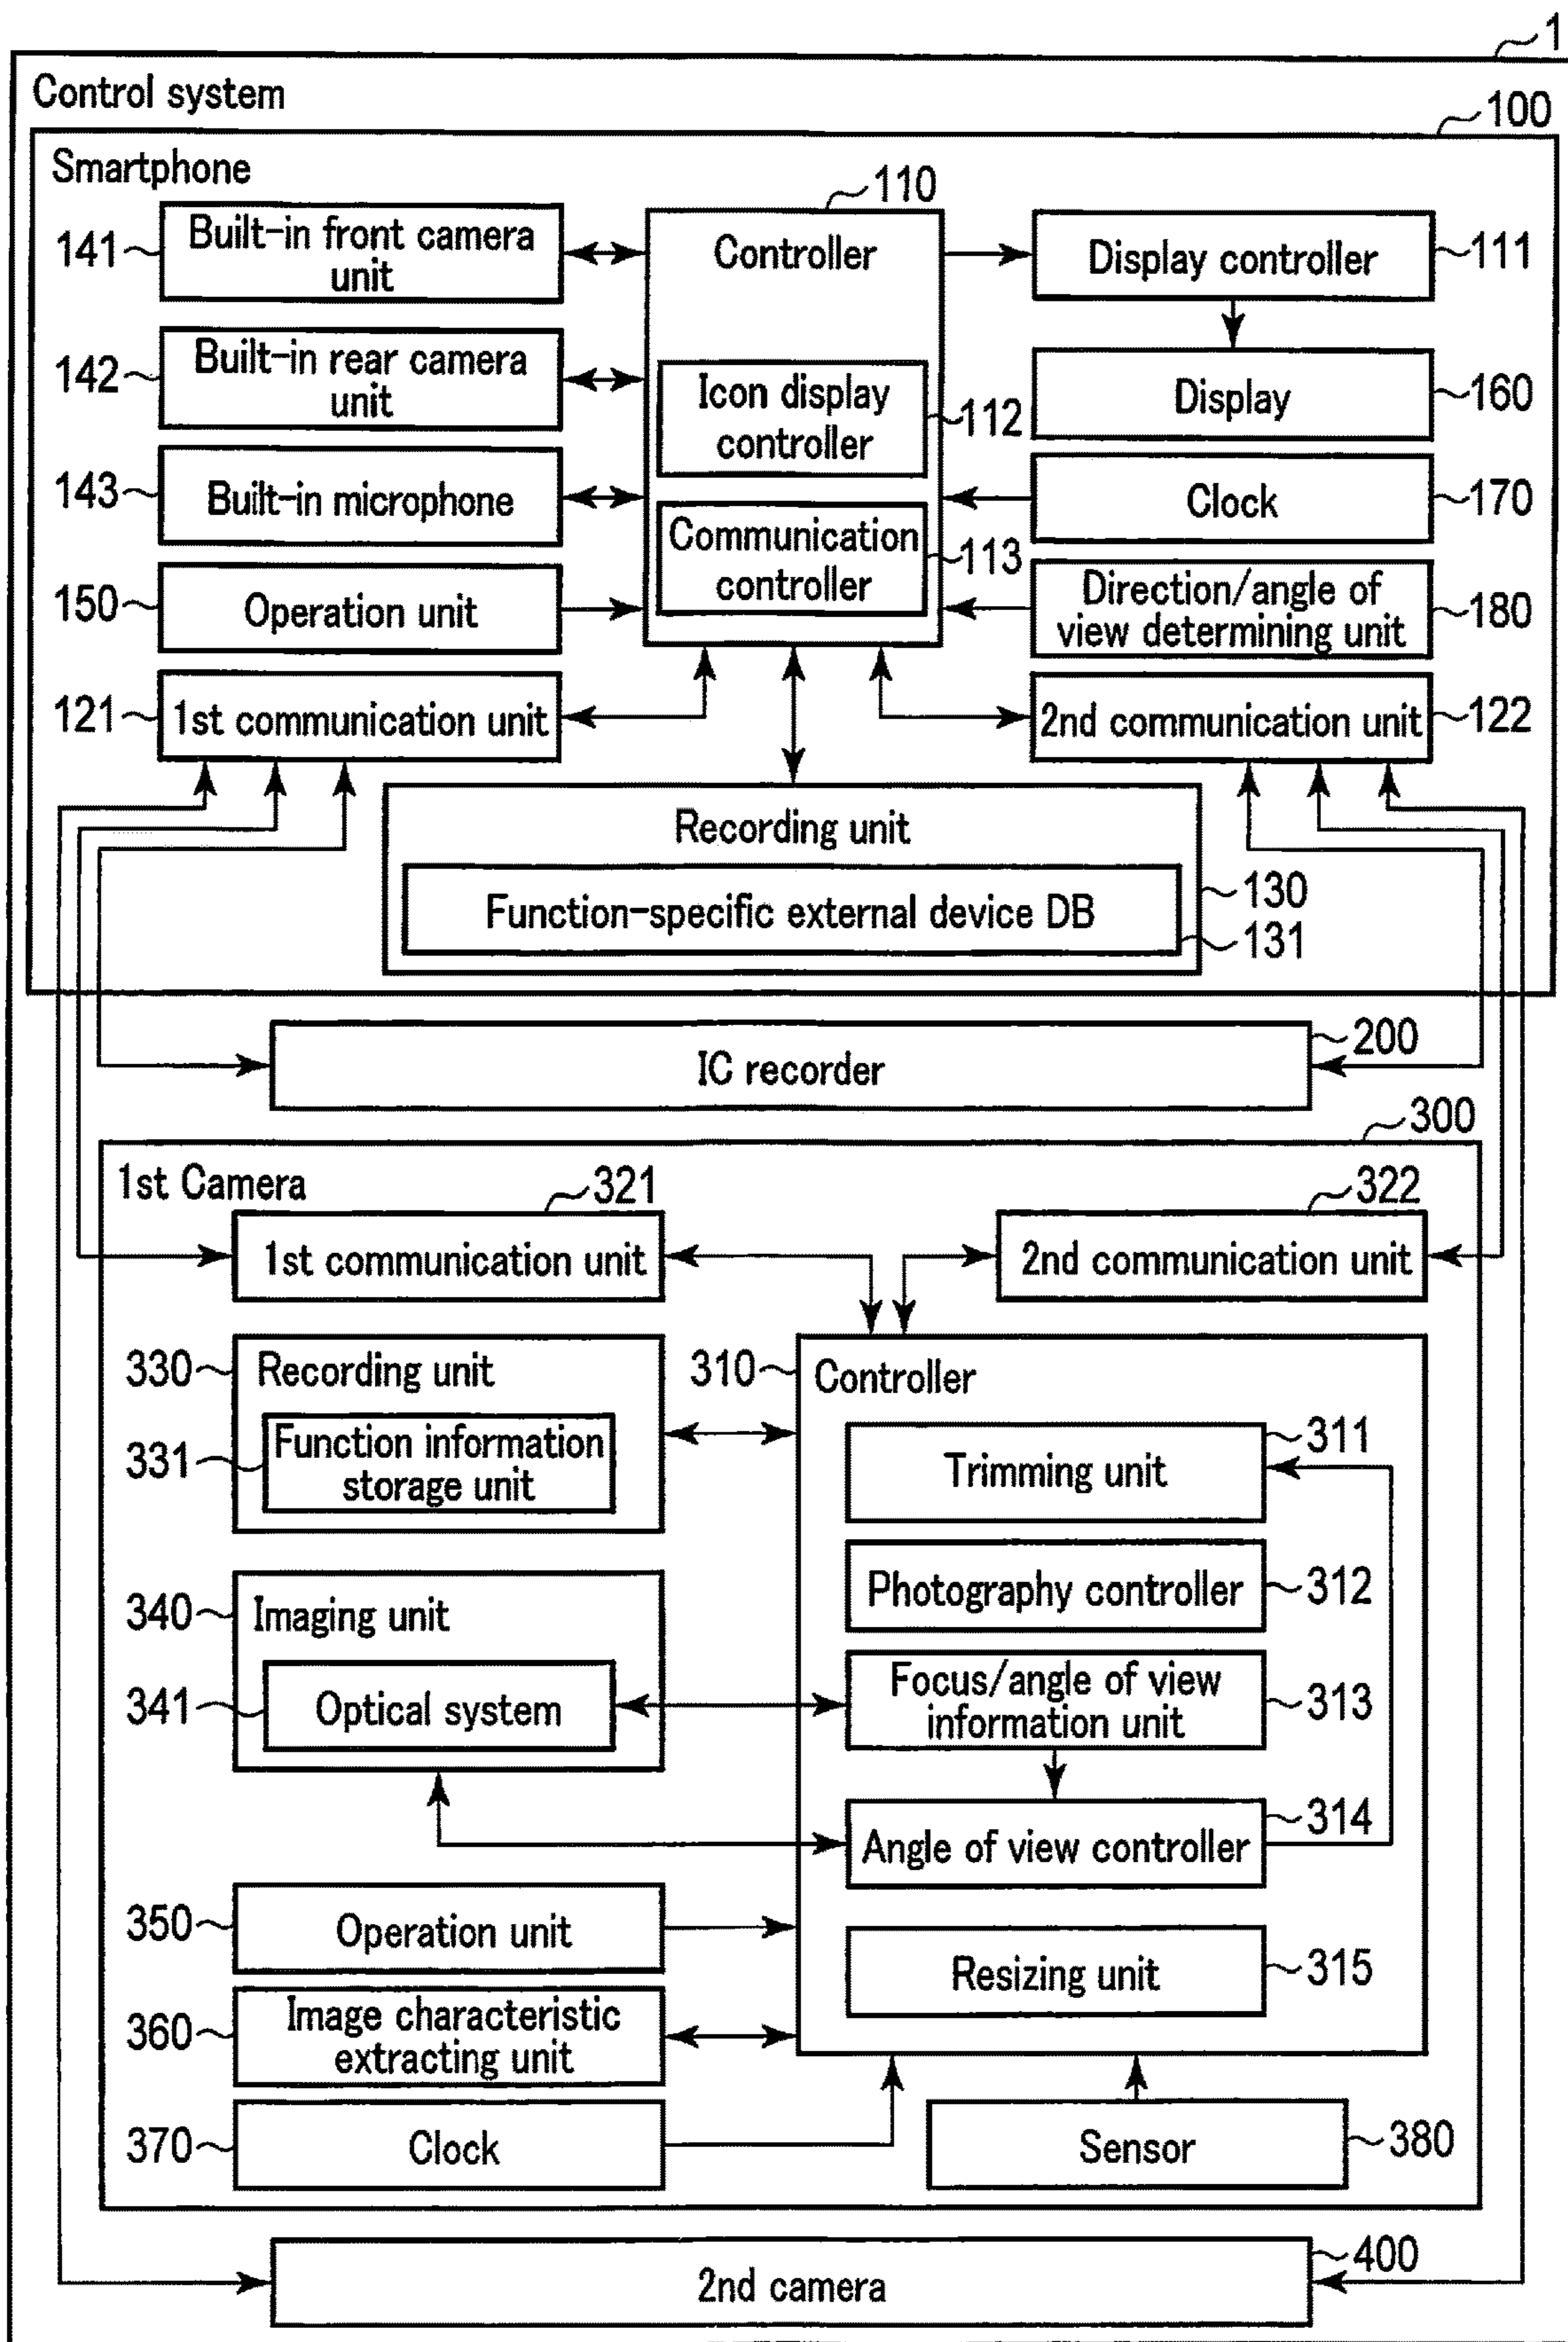 1
Control system
100
Smartphone
110
141
Built-in front camera
unit
Controller
Display controller
111
142
Built-in rear camera
unit
Icon display
controller
112
Display
160
143
Built-in microphone
Communication
controller
113
Clock
170
150
Operation unit
Direction/angle of
view determining unit
180
121
1st communication unit
2nd communication unit
122
Recording unit
130
Function-specific external device DB
131
IC recorder
200
300
1st Camera
321
322
1st communication unit
2nd communication unit
330
Recording unit
310
Controller
331
Function information
storage unit
Trimming unit
311
Photography controller
312
340
Imaging unit
341
Optical system
Focus/angle of view
information unit
313
Angle of view controller
314
350
Operation unit
Resizing unit
315
360
Image characteristic
extracting unit
370
Clock
Sensor
380
2nd camera
400